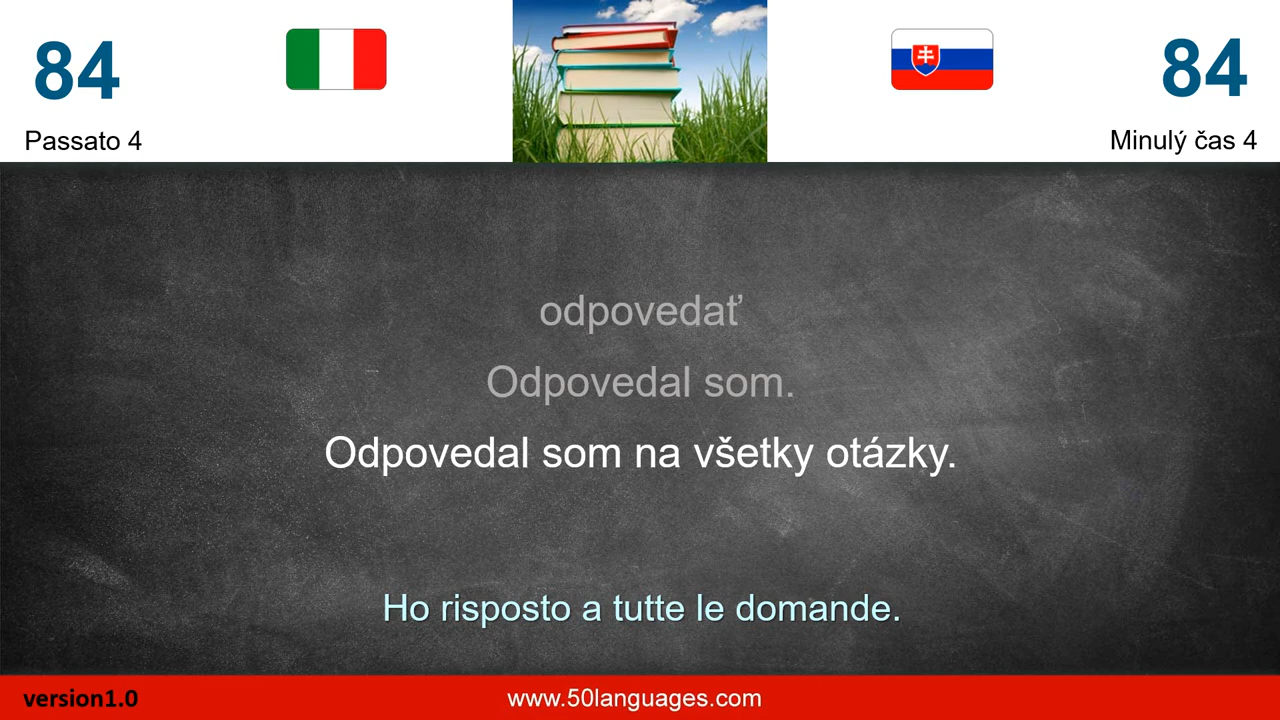 84
84
Passato 4
Minulý čas 4
odpovedať
Odpovedal som.
Odpovedal som na všetky otázky.
Ho risposto a tutte le domande.
version1.0
www.50languages.com